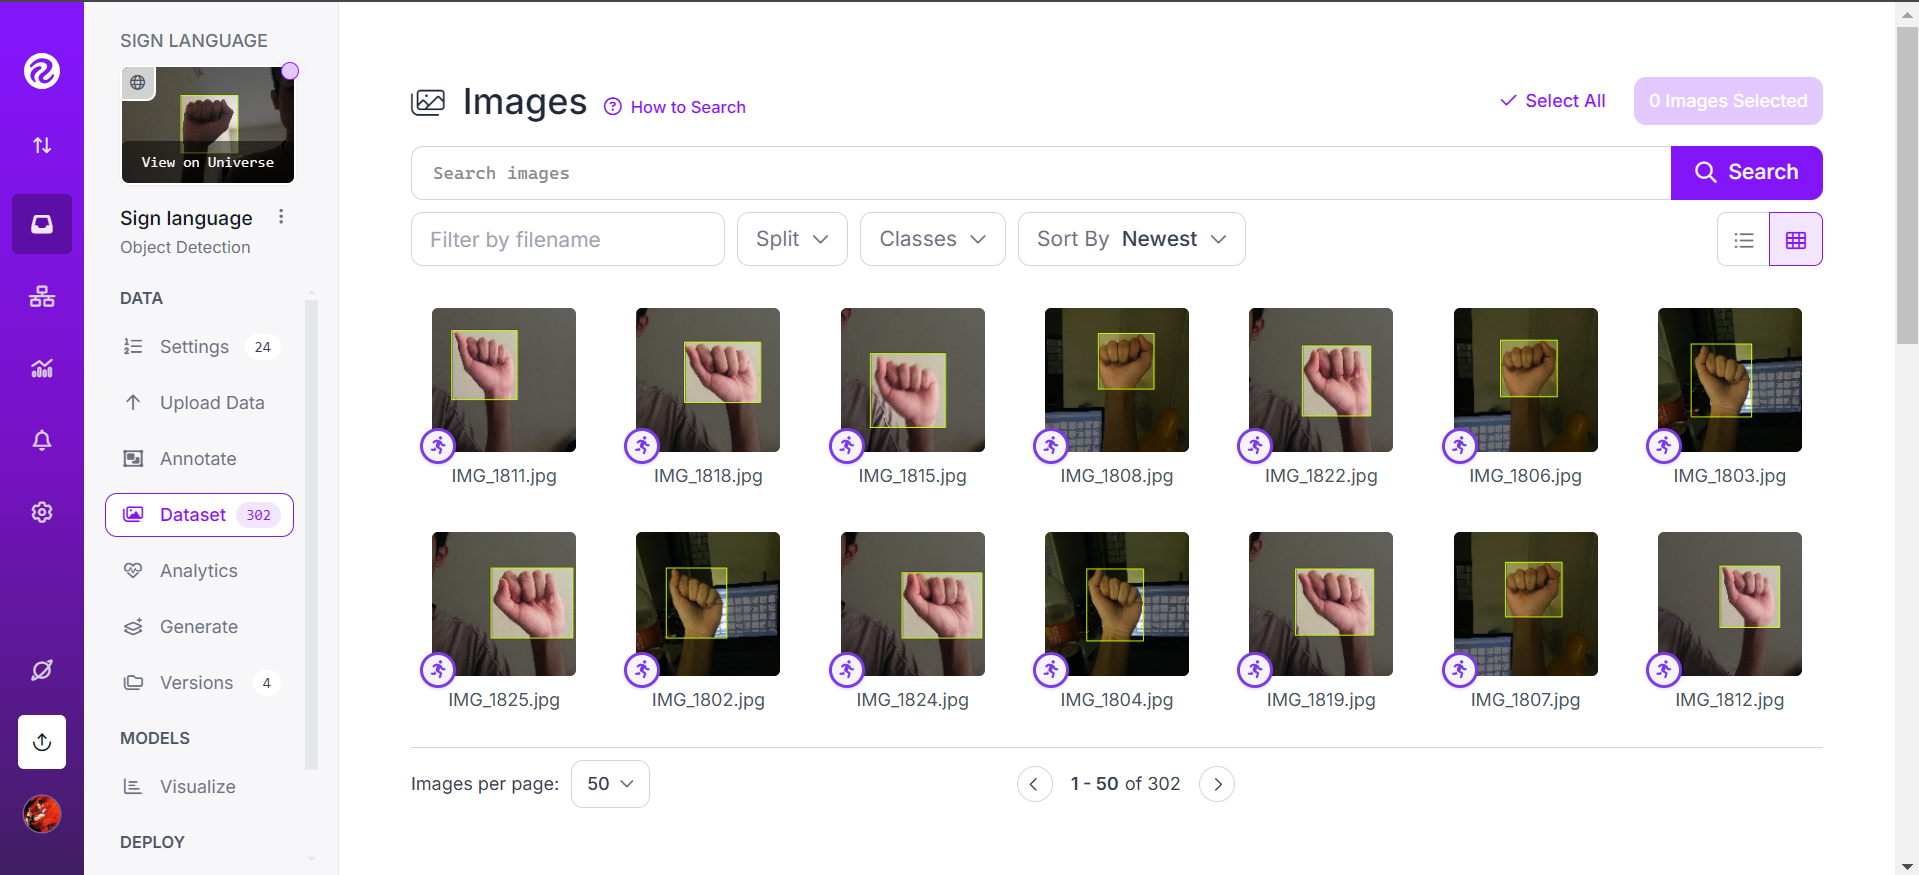 SIGN LANGUAGE
View on Universe
Sign language
Object Detection
DATA
Settings 24
Upload Data
Annotate
Dataset 302
Analytics
Generate
Versions 4
MODELS
Visualize
DEPLOY
Images
How to Search
Select All
0 Images Selected
Search images
Search
Filter by filename
Split
Classes
Sort By Newest
IMG_1811.jpg
IMG_1818.jpg
IMG_1815.jpg
IMG_1808.jpg
IMG_1822.jpg
IMG_1806.jpg
IMG_1803.jpg
IMG_1825.jpg
IMG_1802.jpg
IMG_1824.jpg
IMG_1804.jpg
IMG_1819.jpg
IMG_1807.jpg
IMG_1812.jpg
Images per page: 50
1 - 50 of 302